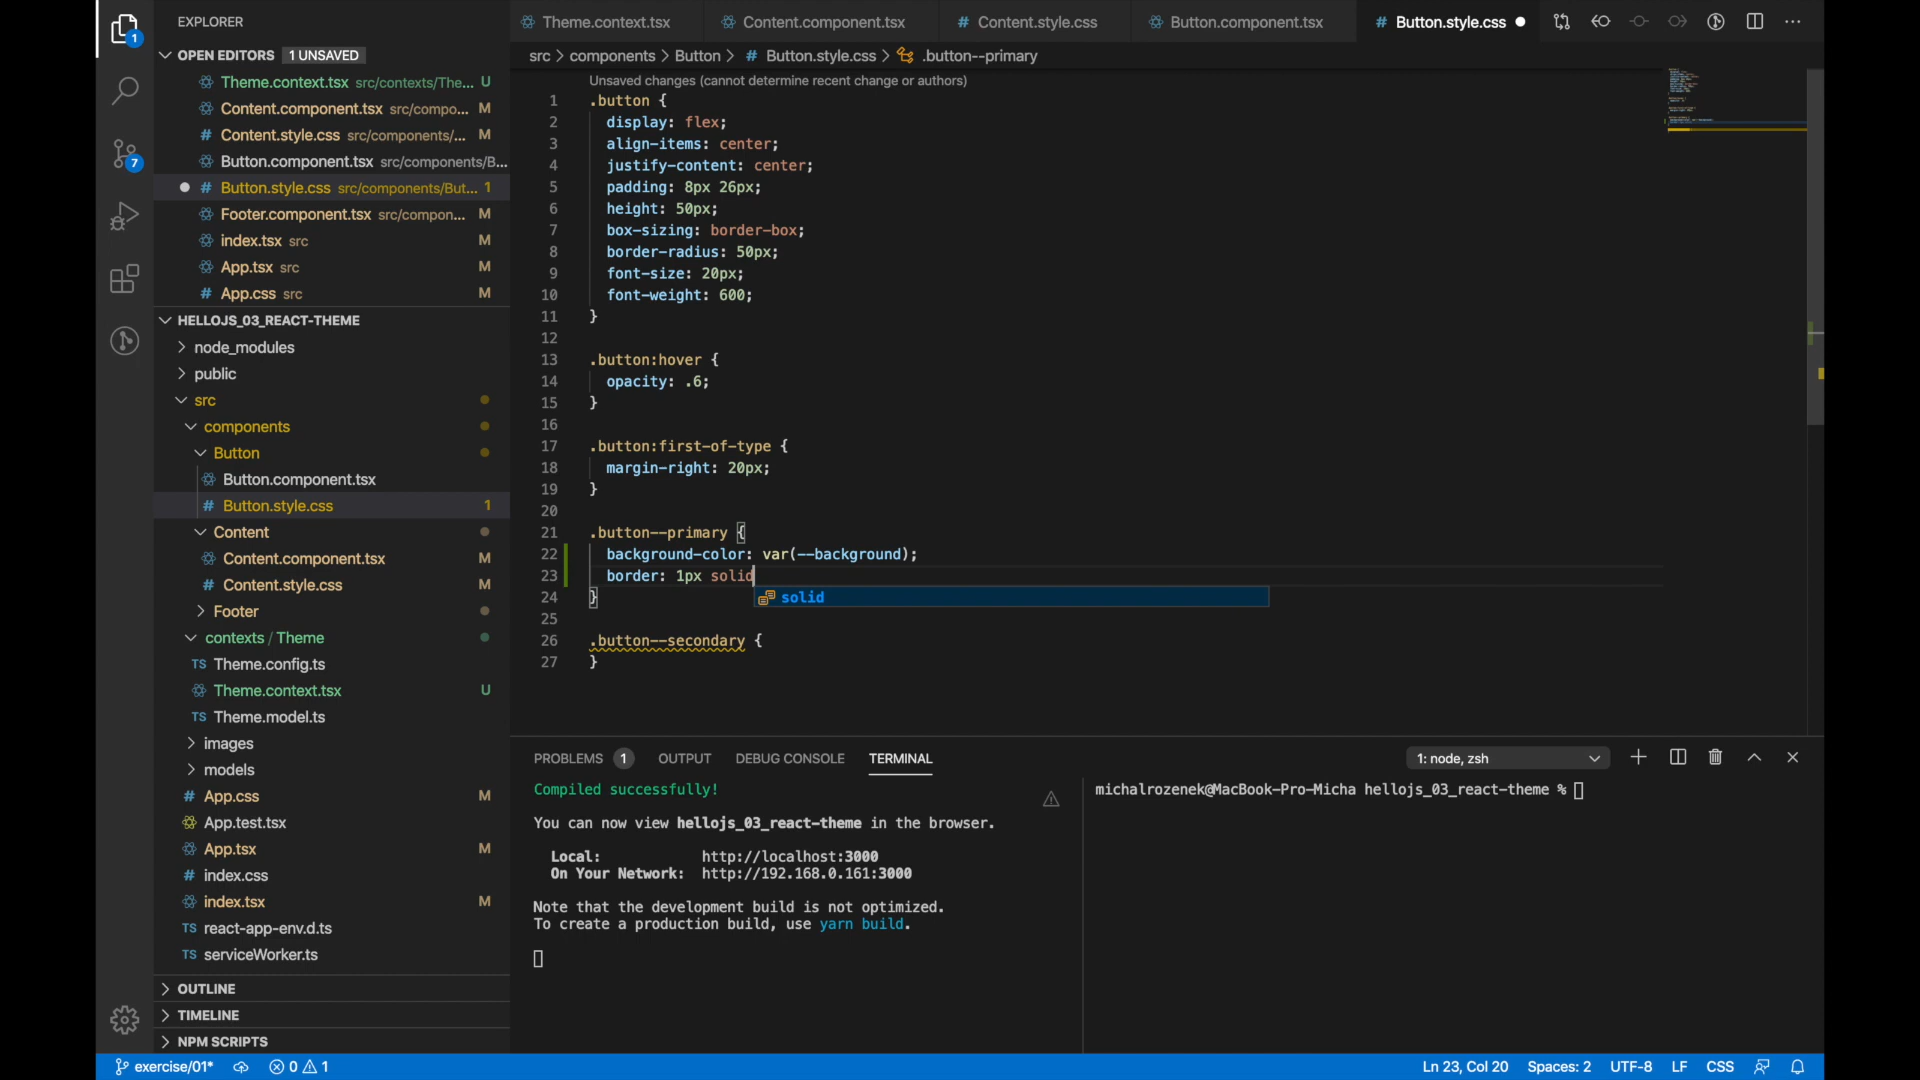 EXPLORER
OPEN EDITORS 1 UNSAVED
Theme.context.tsx src/contexts/The... U
Content.component.tsx src/compo... M
# Content.style.css src/components/... M
Button.component.tsx src/components/B...
# Button.style.css src/components/But... 1
Footer.component.tsx src/compon... M
index.tsx src M
App.tsx src M
# App.css src M
HELLOJS_03_REACT-THEME
node_modules
public
src
components
Button
Button.component.tsx
# Button.style.css 1
Content
Content.component.tsx M
# Content.style.css M
Footer
contexts / Theme
TS Theme.config.ts
Theme.context.tsx U
TS Theme.model.ts
images
models
# App.css M
App.test.tsx
App.tsx M
# index.css
index.tsx M
TS react-app-env.d.ts
TS serviceWorker.ts
OUTLINE
TIMELINE
NPM SCRIPTS
1
7
Theme.context.tsx Content.component.tsx # Content.style.css Button.component.tsx # Button.style.css
src > components > Button > # Button.style.css > .button--primary
Unsaved changes (cannot determine recent change or authors)
1 .button {
2 display: flex;
3 align-items: center;
4 justify-content: center;
5 padding: 8px 26px;
6 height: 50px;
7 box-sizing: border-box;
8 border-radius: 50px;
9 font-size: 20px;
10 font-weight: 600;
11 }
12
13 .button:hover {
14 opacity: .6;
15 }
16
17 .button:first-of-type {
18 margin-right: 20px;
19 }
20
21 .button--primary {
22 background-color: var(--background);
23 border: 1px solid
24 }
solid
25
26 .button--secondary {
27 }
PROBLEMS 1 OUTPUT DEBUG CONSOLE TERMINAL 1: node, zsh
Compiled successfully!
You can now view hellojs_03_react-theme in the browser.
Local: http://localhost:3000
On Your Network: http://192.168.0.161:3000
Note that the development build is not optimized.
To create a production build, use yarn build.
michalrozenek@MacBook-Pro-Micha hellojs_03_react-theme %
exercise/01* 0 1 Ln 23, Col 20 Spaces: 2 UTF-8 LF CSS